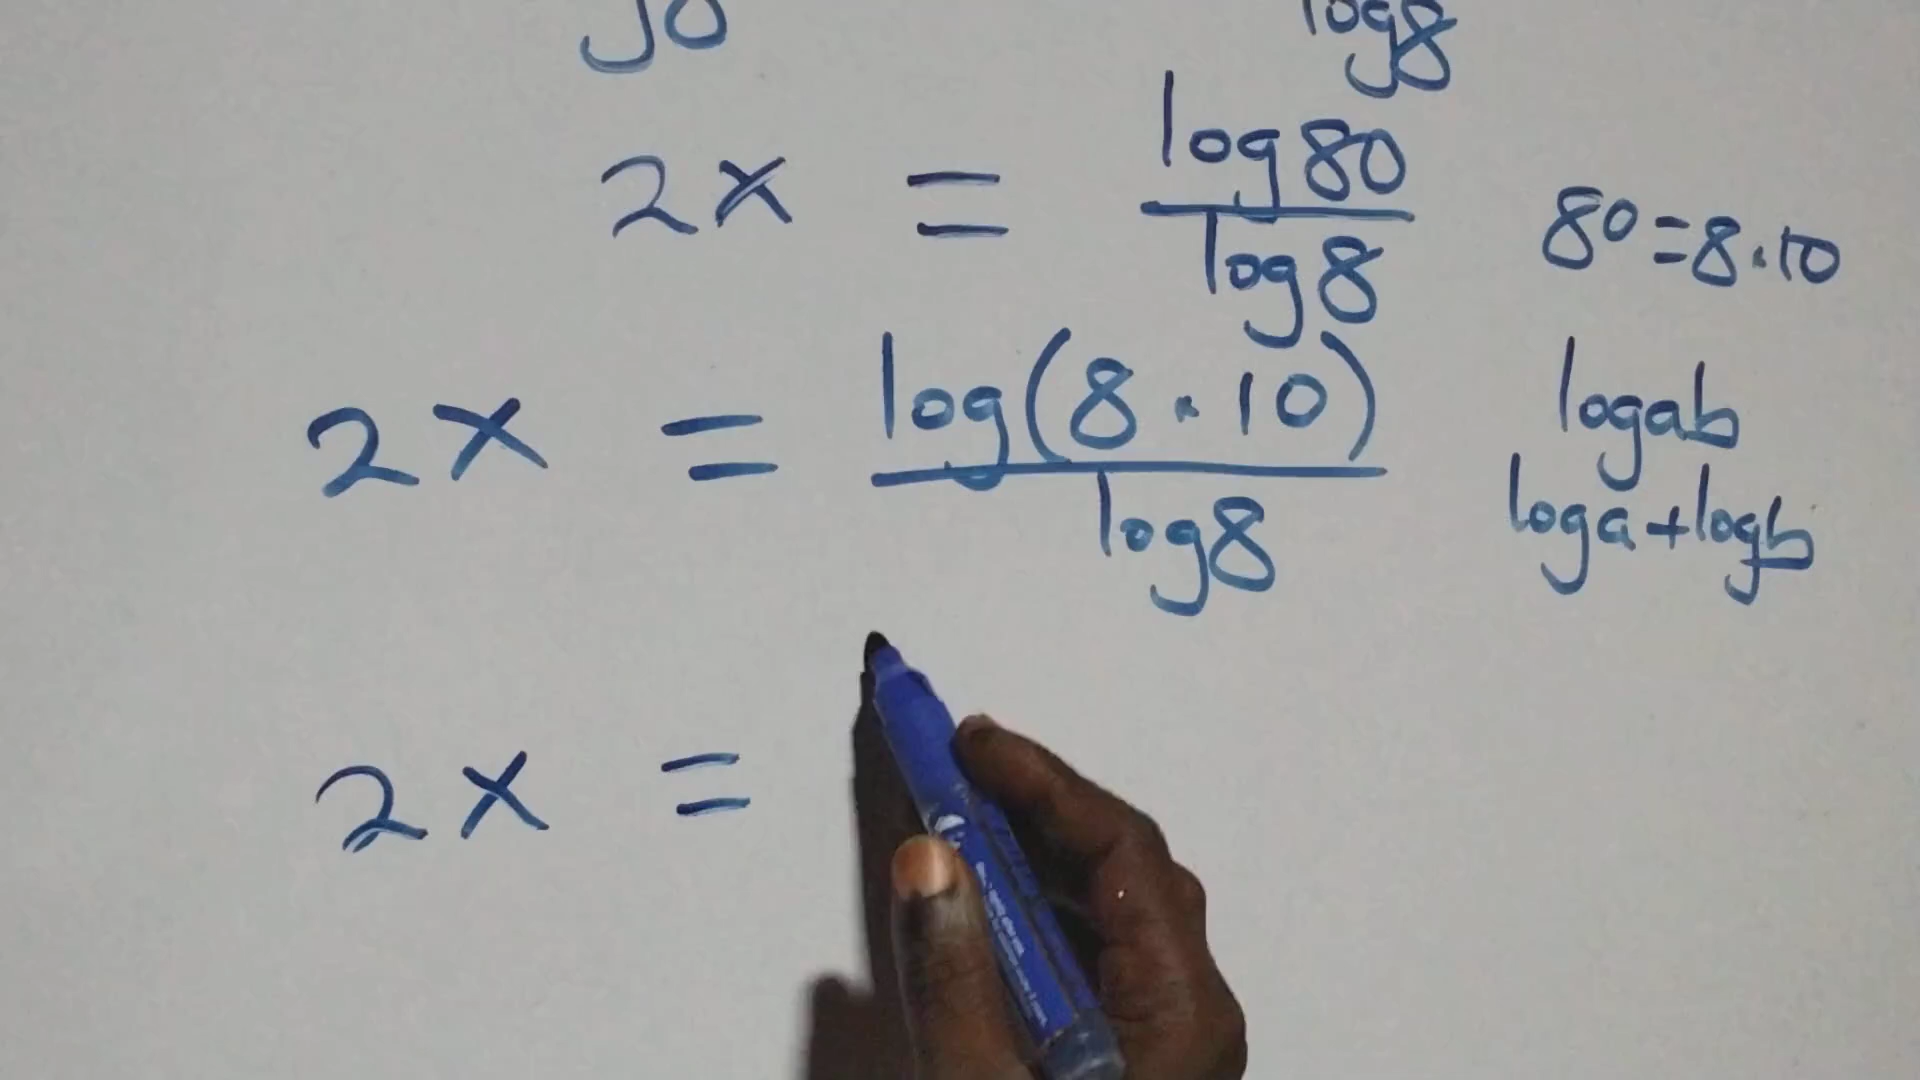 log8
2x = log80
log8
80=8.10
2x = log(8.10)
log8
logab
loga+logb
2x =